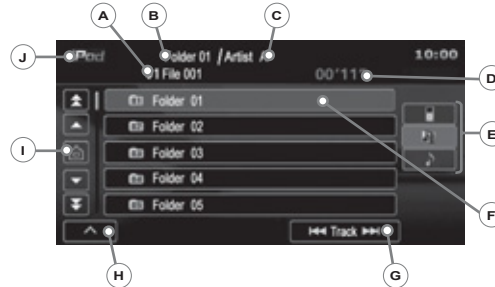 A B C
J iPod Folder 01 / Artist 10:00
File 001 00'11" D
Folder 01
Folder 02
E
I Folder 03
Folder 04
F
Folder 05
Track
H G